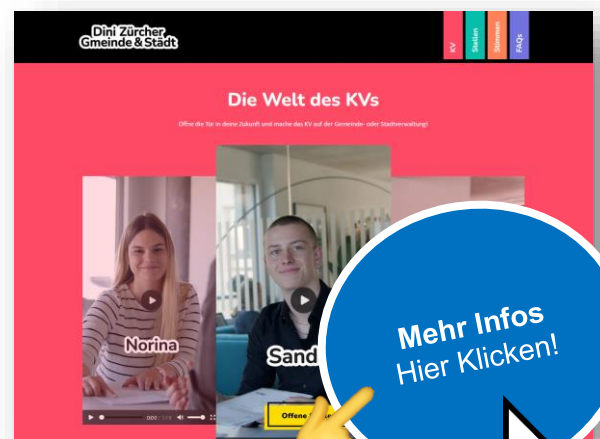 Dini Zürcher
Gmeinde & Städt
KV
Stellen
Stimmen
FAQs
Die Welt des KVs
Öffne die Tür in deine Zukunft und mache das KV auf der Gemeinde- oder Stadtverwaltung!
Norina
Sand
Offene
Mehr Infos
Hier Klicken!